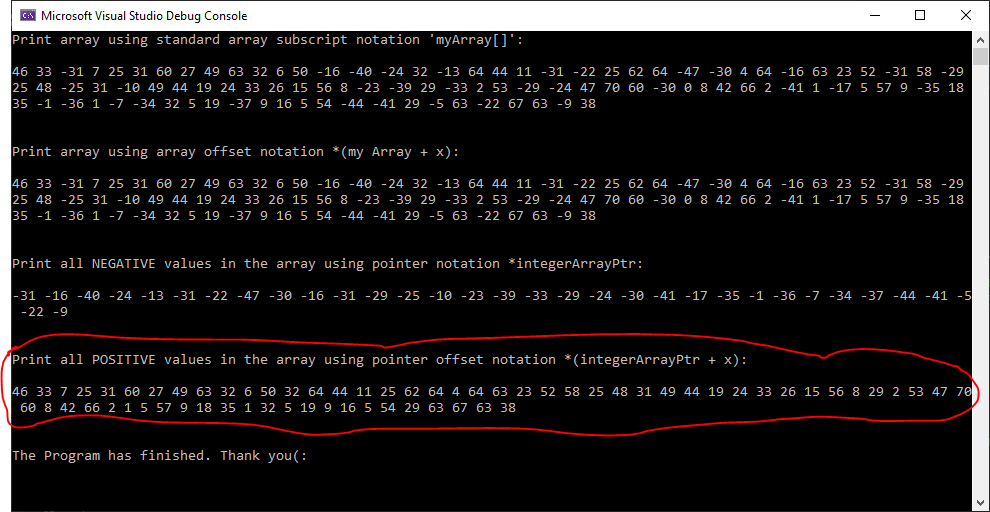 Microsoft Visual Studio Debug Console
Print array using standard array subscript notation 'myArray[]':
46 33 -31 7 25 31 60 27 49 63 32 6 50 -16 -40 -24 32 -13 64 44 11 -31 -22 25 62 64 -47 -30 4 64 -16 63 23 52 -31 58 -29
25 48 -25 31 -10 49 44 19 24 33 26 15 56 8 -23 -39 29 -33 2 53 -29 -24 47 70 60 -30 0 8 42 66 2 -41 1 -17 5 57 9 -35 18
35 -1 -36 1 -7 -34 32 5 19 -37 9 16 5 54 -44 -41 29 -5 63 -22 67 63 -9 38
Print array using array offset notation *(my Array + x):
46 33 -31 7 25 31 60 27 49 63 32 6 50 -16 -40 -24 32 -13 64 44 11 -31 -22 25 62 64 -47 -30 4 64 -16 63 23 52 -31 58 -29
25 48 -25 31 -10 49 44 19 24 33 26 15 56 8 -23 -39 29 -33 2 53 -29 -24 47 70 60 -30 0 8 42 66 2 -41 1 -17 5 57 9 -35 18
35 -1 -36 1 -7 -34 32 5 19 -37 9 16 5 54 -44 -41 29 -5 63 -22 67 63 -9 38
Print all NEGATIVE values in the array using pointer notation *integerArrayPtr:
-31 -16 -40 -24 -13 -31 -22 -47 -30 -16 -31 -29 -25 -10 -23 -39 -33 -29 -24 -30 -41 -17 -35 -1 -36 -7 -34 -37 -44 -41 -5
-22 -9
Print all POSITIVE values in the array using pointer offset notation *(integerArrayPtr + x):
46 33 7 25 31 60 27 49 63 32 6 50 32 64 44 11 25 62 64 4 64 63 23 52 58 25 48 31 49 44 19 24 33 26 15 56 8 29 2 53 47 70
60 8 42 66 2 1 5 57 9 18 35 1 32 5 19 9 16 5 54 29 63 67 63 38
The Program has finished. Thank you(: